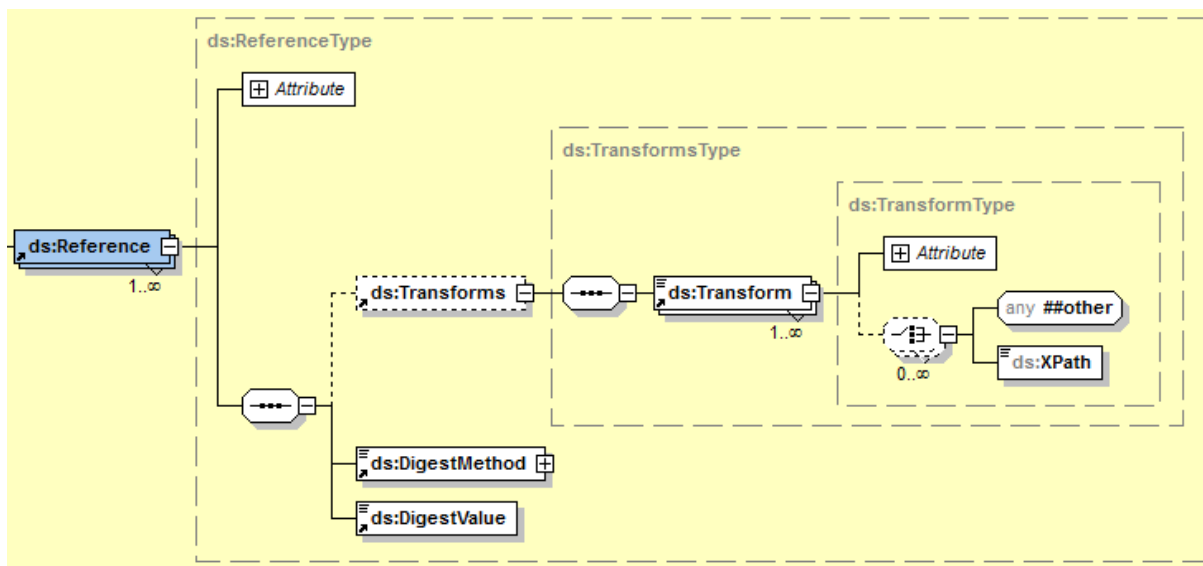 ds:ReferenceType
Attribute
ds:TransformsType
ds:TransformType
ds:Reference
1..∞
Attribute
ds:Transforms
ds:Transform
1..∞
any ##other
0..∞
ds:XPath
ds:DigestMethod
ds:DigestValue